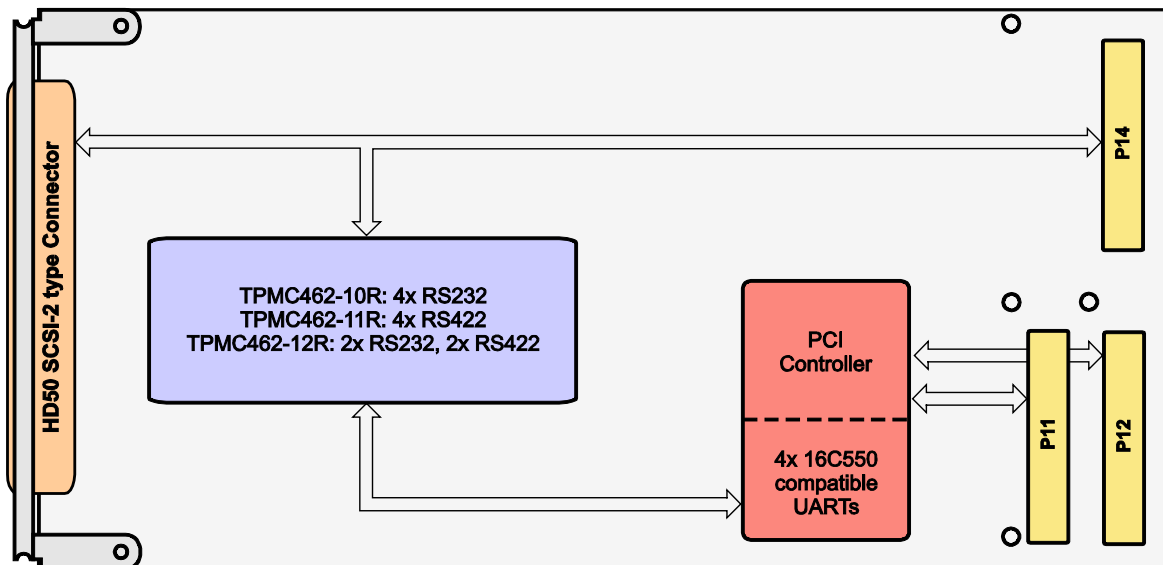 HD50 SCSI-2 type Connector
P14
TPMC462-10R: 4x RS232
TPMC462-11R: 4x RS422
TPMC462-12R: 2x RS232, 2x RS422
PCI
Controller
4x 16C550
compatible
UARTs
P11
P12